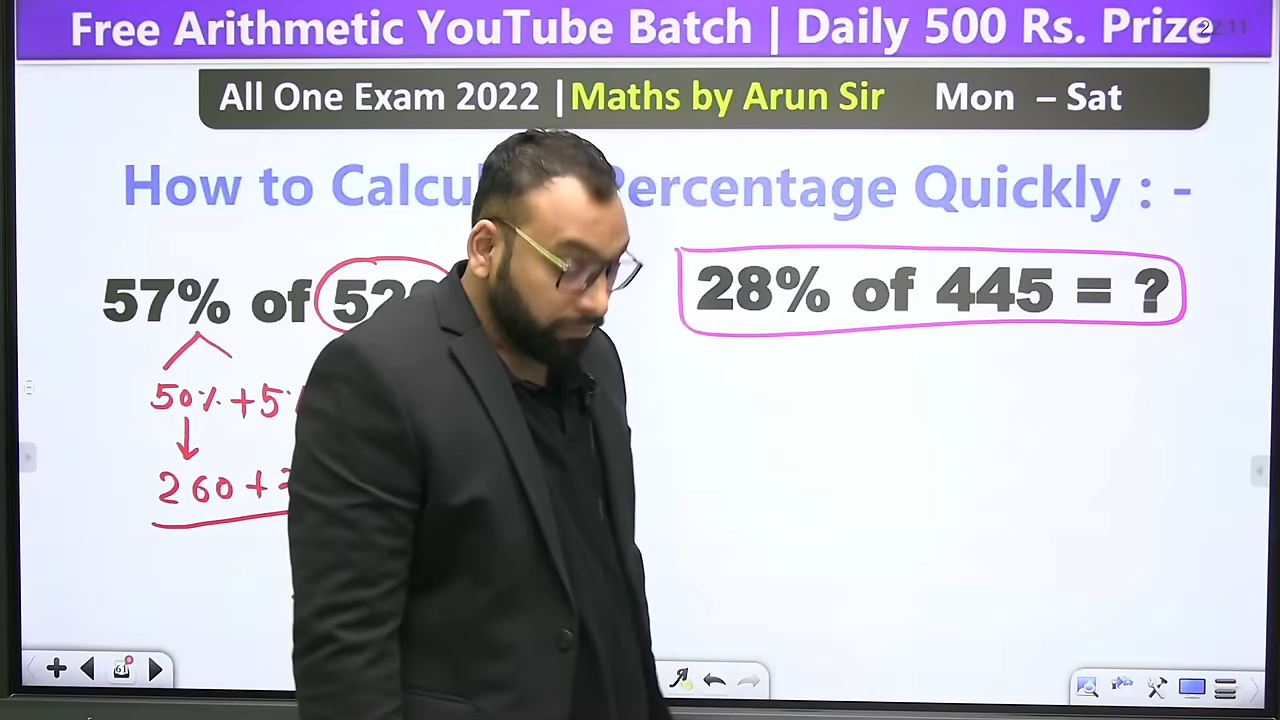 Free Arithmetic YouTube Batch | Daily 500 Rs. Prize
All One Exam 2022 | Maths by Arun Sir Mon – Sat
How to Percentage Quickly : -
57% of
28% of 445 = ?
50% + 5%
260 +
61